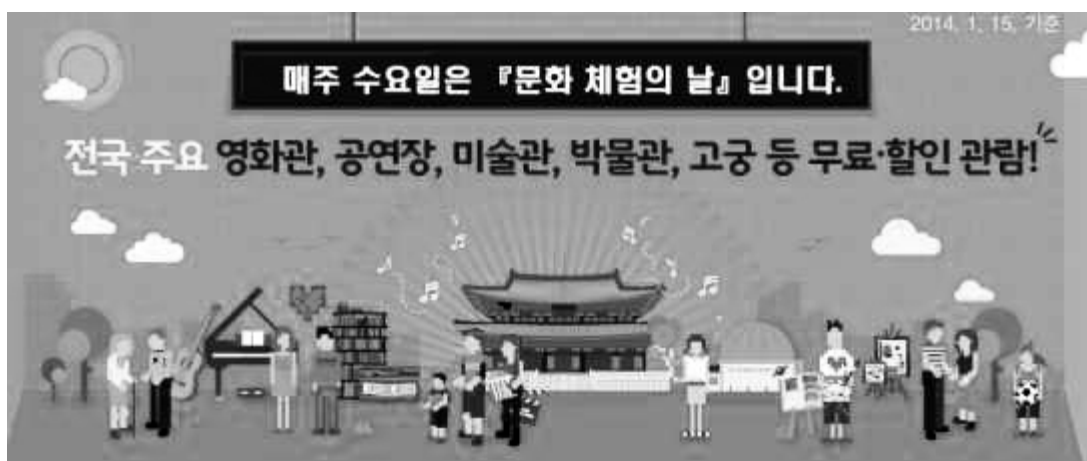 2014. 1. 15. 기준
매주 수요일은 『문화 체험의 날』 입니다.
전국 주요 영화관, 공연장, 미술관, 박물관, 고궁 등 무료·할인 관람!